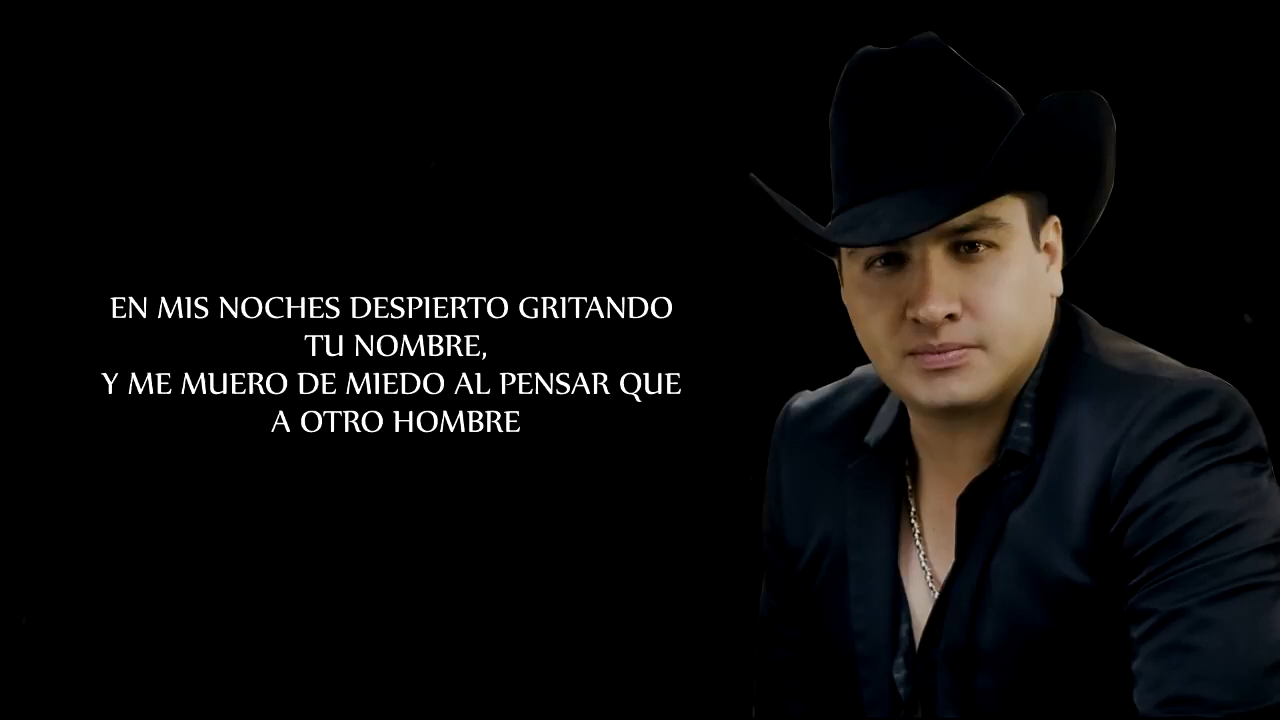 EN MIS NOCHES DESPIERTO GRITANDO
TU NOMBRE,
Y ME MUERO DE MIEDO AL PENSAR QUE
A OTRO HOMBRE